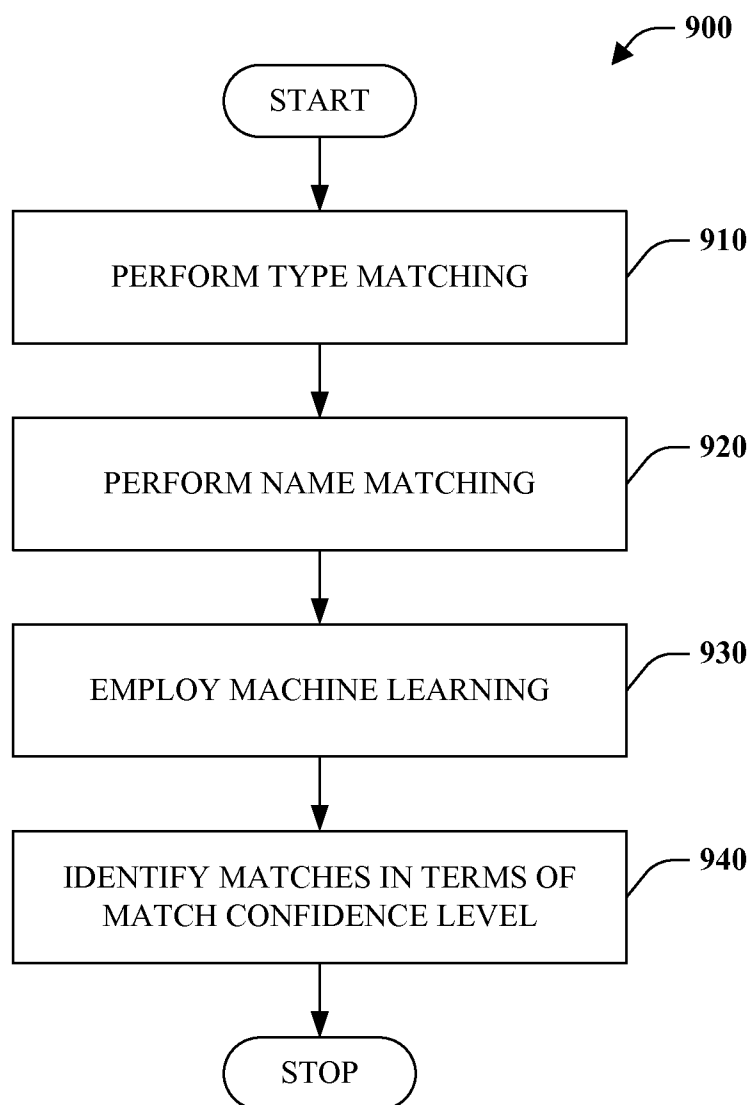 900
START
PERFORM TYPE MATCHING
910
PERFORM NAME MATCHING
920
EMPLOY MACHINE LEARNING
930
IDENTIFY MATCHES IN TERMS OF
MATCH CONFIDENCE LEVEL
940
STOP